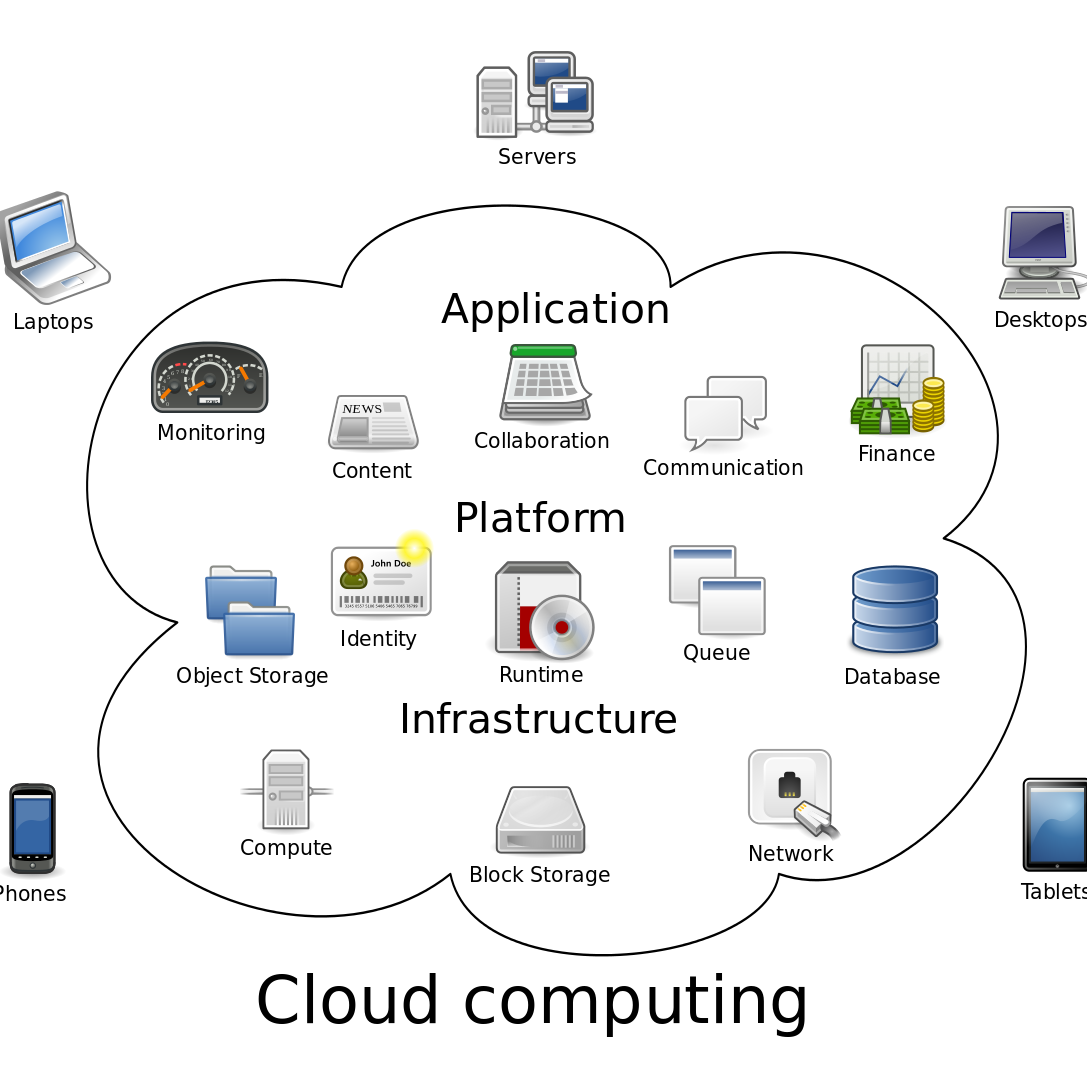 Servers
Laptops
Desktops
Application
Monitoring
NEWS
Content
Collaboration
Communication
Finance
Platform
John Doe
Identity
Object Storage
Runtime
Queue
Database
Infrastructure
Compute
Block Storage
Network
Phones
Tablets
Cloud computing